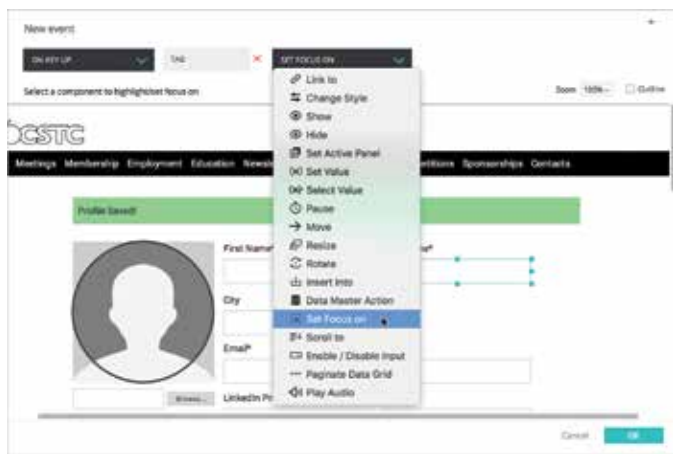 New event
ON KEY UP TAB × SET FOCUS ON
Select a component to highlight/set focus on Zoom 100% Outline
CSTC
Meetings Membership Employment Education Sponsorships Contacts
Profile Saved!
Link to
Change Style
Show
Hide
Set Active Panel
Set Value
Select Value
Pause
Move
Resize
Rotate
Insert Into
Data Master Action
Set Focus on
Scroll to
Enable / Disable Input
Paginate Data Grid
Play Audio
First Name*
City
Email*
Browse... LinkedIn
Cancel OK